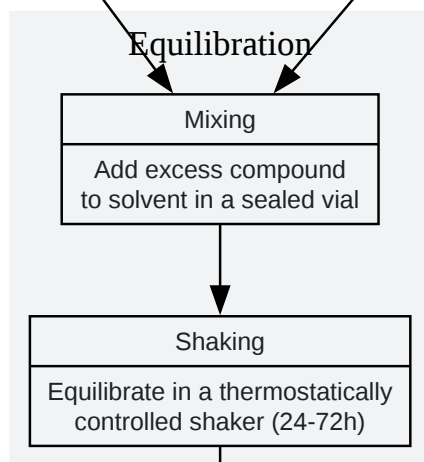 Equilibration
Mixing
Add excess compound
to solvent in a sealed vial
Shaking
Equilibrate in a thermostatically
controlled shaker (24-72h)